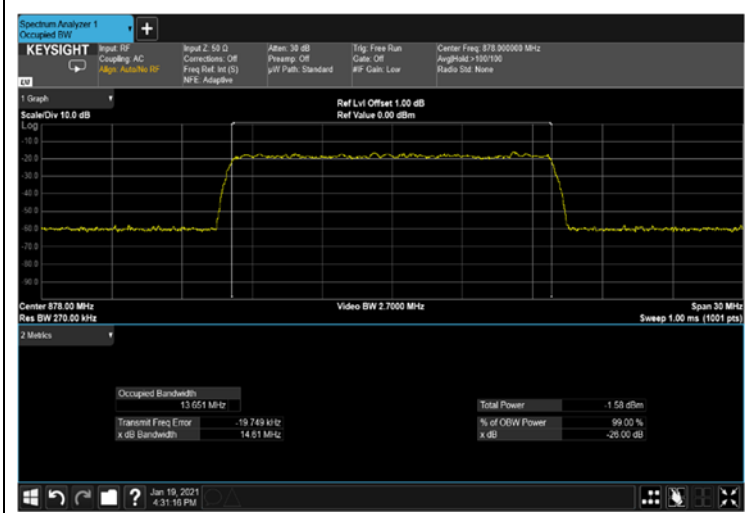 Spectrum Analyzer 1
Occupied BW
+
KEYSIGHT
Input: RF
Coupling: AC
Align: Auto/No RF
Input Z: 50 Ω
Corrections: Off
Freq Ref: Int (S)
NFE: Adaptive
Atten: 30 dB
Preamp: Off
µW Path: Standard
Trig: Free Run
Gate: Off
#IF Gain: Low
Center Freq: 878.000000 MHz
Avg|Hold:>100/100
Radio Std: None
1 Graph
Scale/Div 10.0 dB
Ref Lvl Offset 1.00 dB
Ref Value 0.00 dBm
Log
-10.0
-20.0
-30.0
-40.0
-50.0
-60.0
-70.0
-80.0
-90.0
Center 878.00 MHz
Video BW 2.7000 MHz
Span 30 MHz
Res BW 270.00 kHz
Sweep 1.00 ms (1001 pts)
2 Metrics
Occupied Bandwidth
13.651 MHz
Total Power -1.58 dBm
Transmit Freq Error -19.749 kHz
% of OBW Power 99.00 %
x dB Bandwidth 14.61 MHz
x dB -26.00 dB
?
Jan 19, 2021
4:31:16 PM